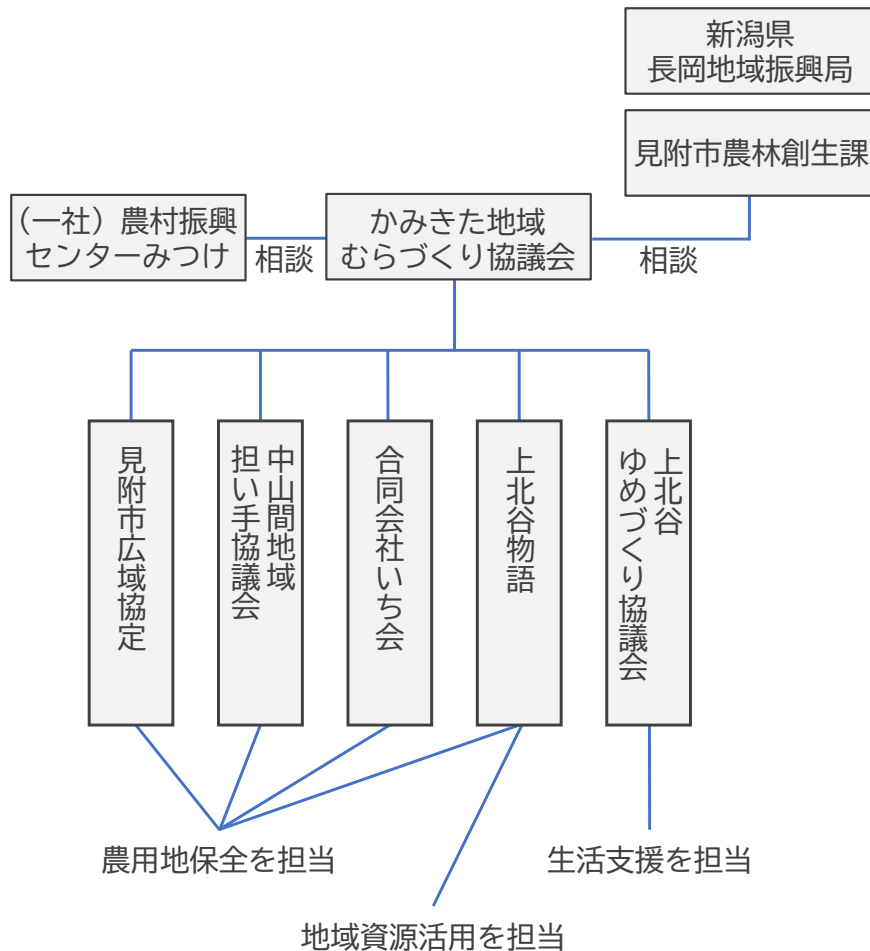 新潟県
長岡地域振興局
見附市農林創生課
（一社）農村振興
センターみつけ
相談
かみきた地域
むらづくり協議会
相談
見附市広域協定
中山間地域
担い手協議会
合同会社いち会
上北谷物語
上北谷
ゆめづくり協議会
農用地保全を担当
生活支援を担当
地域資源活用を担当